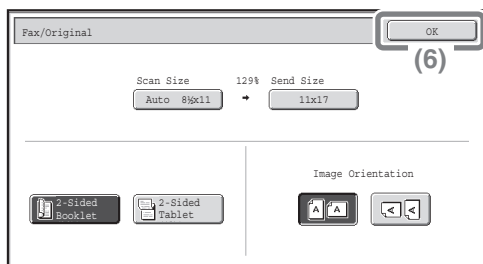 Fax/Original
OK
(6)
Scan Size 129% Send Size
Auto 8½x11 → 11x17
Image Orientation
2-Sided
Booklet
2-Sided
Tablet
A A
A A